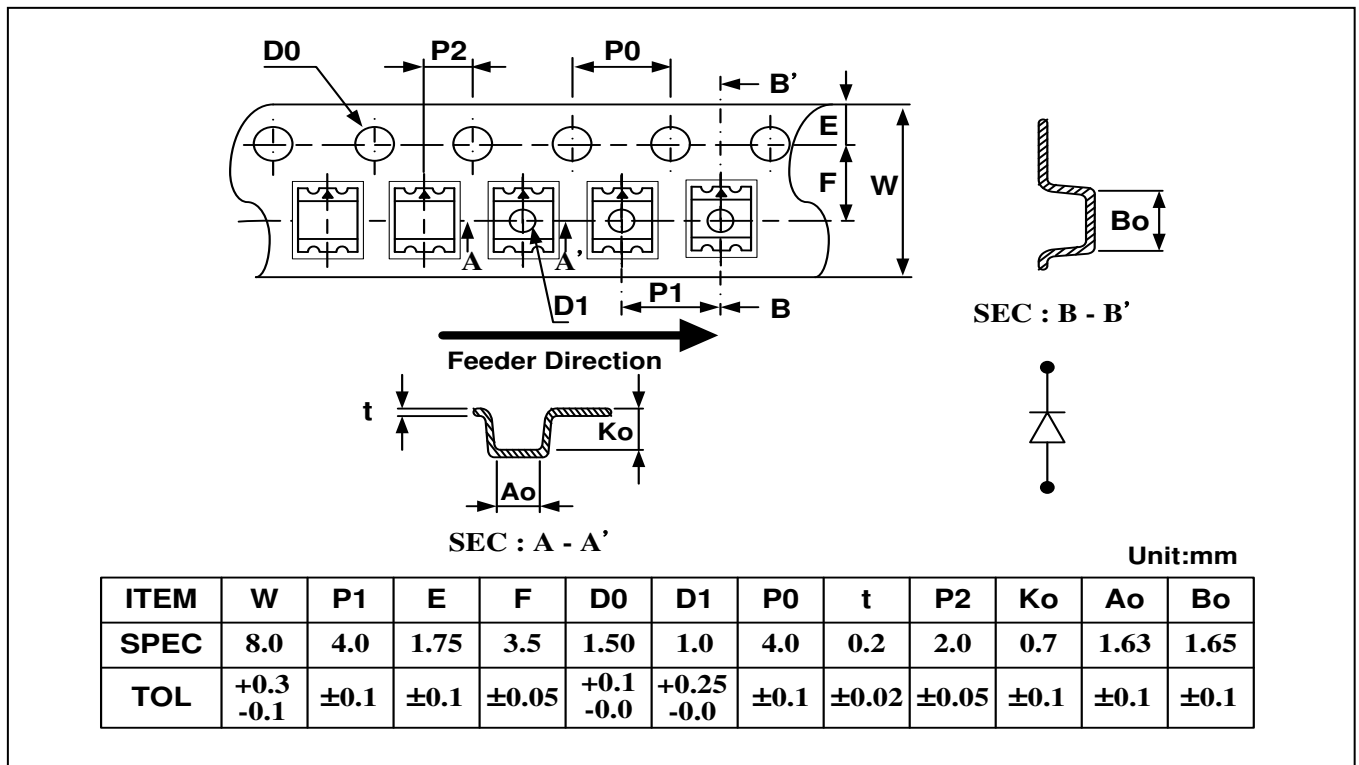 D0 P2 P0
B’
E
F W
Bo
A A’
P1
D1 B
SEC : B - B’
Feeder Direction
t
Ko
Ao
SEC : A - A’
Unit:mm
ITEM W P1 E F D0 D1 P0 t P2 Ko Ao Bo
SPEC 8.0 4.0 1.75 3.5 1.50 1.0 4.0 0.2 2.0 0.7 1.63 1.65
TOL +0.3 -0.1 ±0.1 ±0.1 ±0.05 +0.1 -0.0 +0.25 -0.0 ±0.1 ±0.02 ±0.05 ±0.1 ±0.1 ±0.1